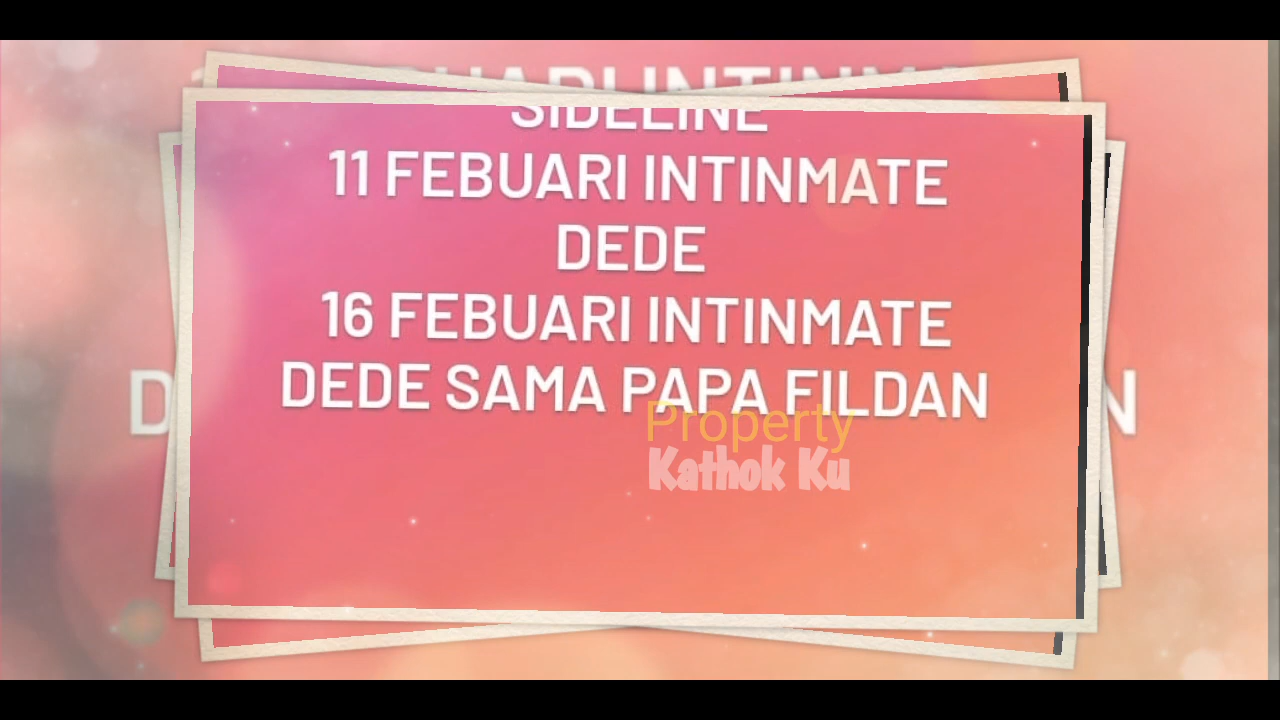 SIDELINE
11 FEBUARI INTINMATE
DEDE
16 FEBUARI INTINMATE
DEDE SAMA PAPA FILDAN
Property
Kathok Ku